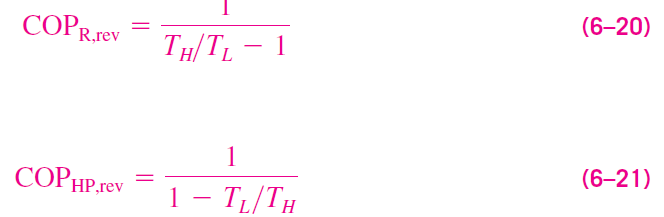 COP_R,rev = 1 / (T_H/T_L − 1) (6–20)
COP_HP,rev = 1 / (1 − T_L/T_H) (6–21)